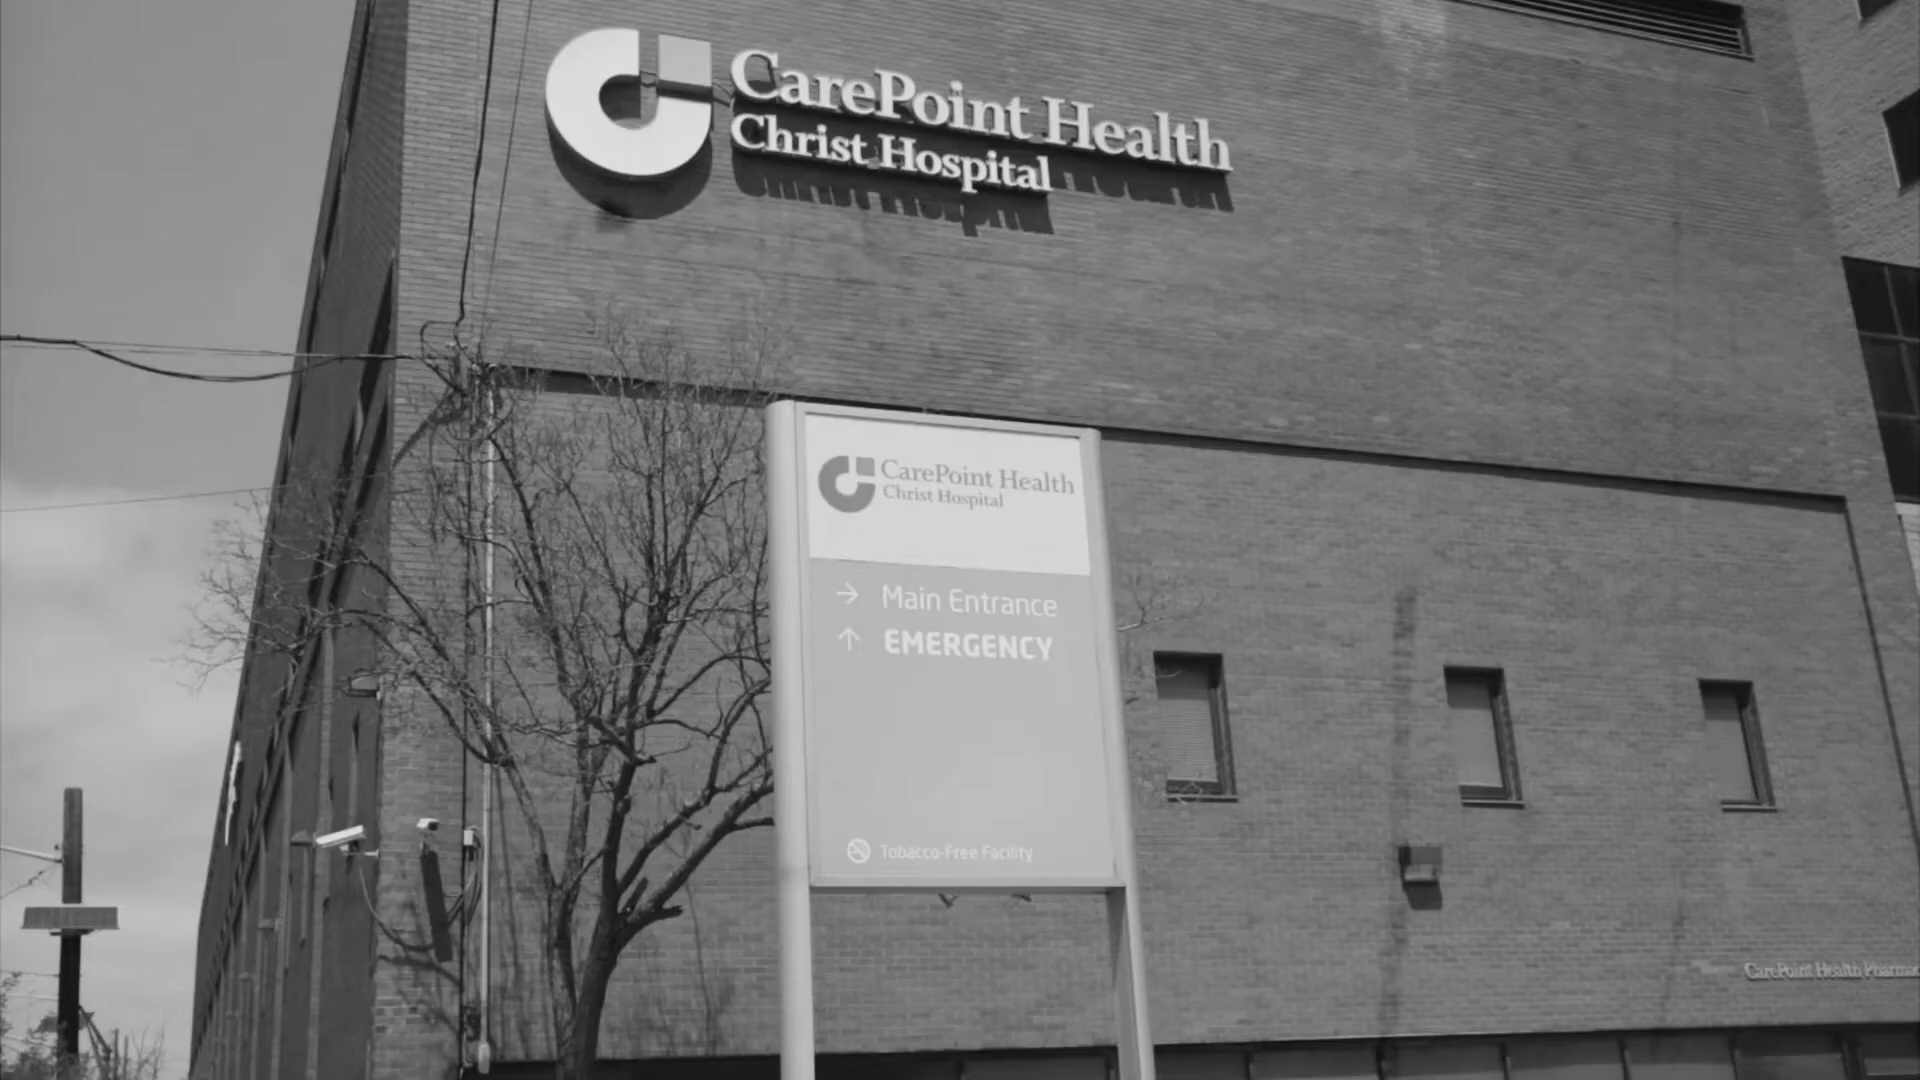 CarePoint Health
Christ Hospital
CarePoint Health
Christ Hospital
→ Main Entrance
↑ EMERGENCY
Tobacco-Free Facility
CarePoint Health